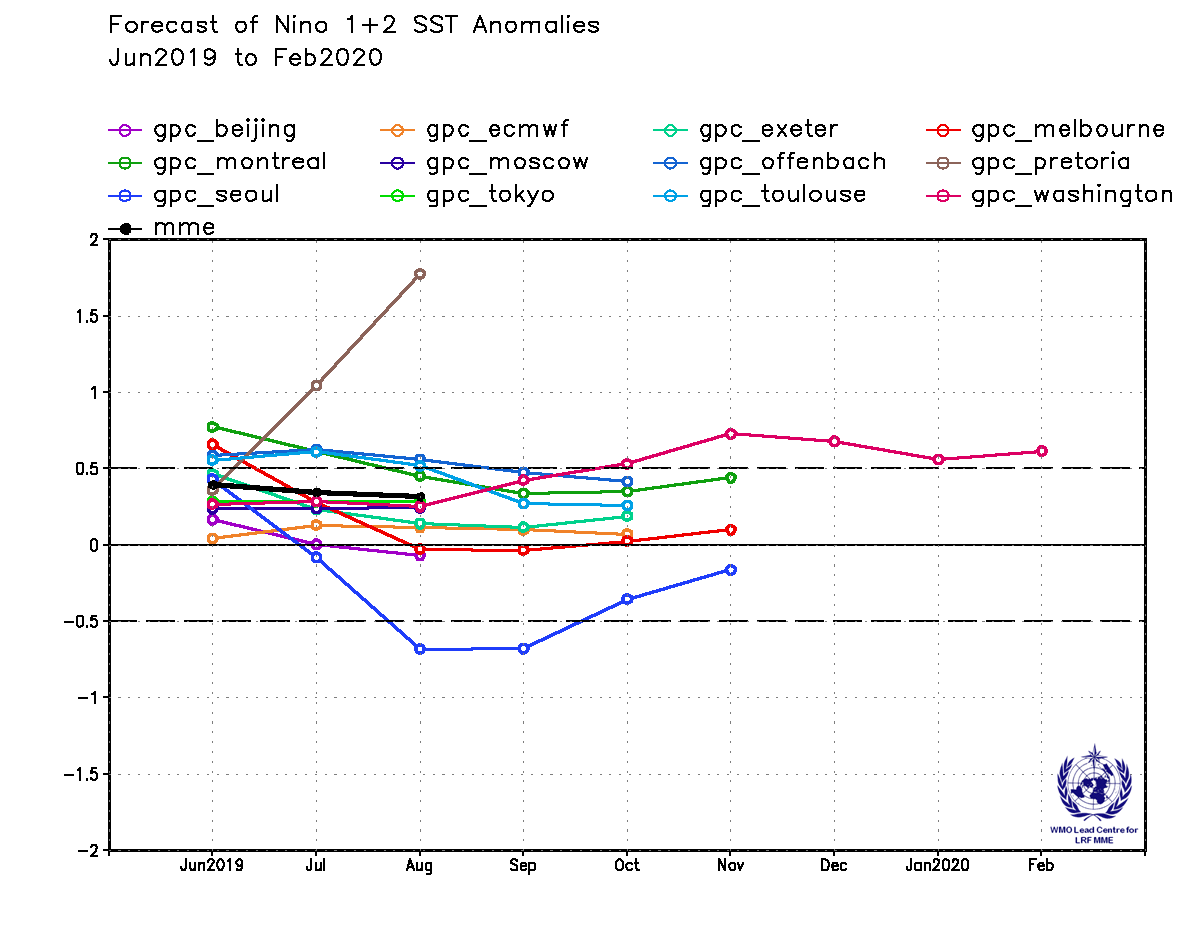 Forecast of Nino 1+2 SST Anomalies
Jun2019 to Feb2020
gpc_beijing gpc_ecmwf gpc_exeter gpc_melbourne
gpc_montreal gpc_moscow gpc_offenbach gpc_pretoria
gpc_seoul gpc_tokyo gpc_toulouse gpc_washington
mme
2
1.5
1
0.5
0
-0.5
-1
-1.5
-2
WMO Lead Centre for
LRF MME
Jun2019 Jul Aug Sep Oct Nov Dec Jan2020 Feb